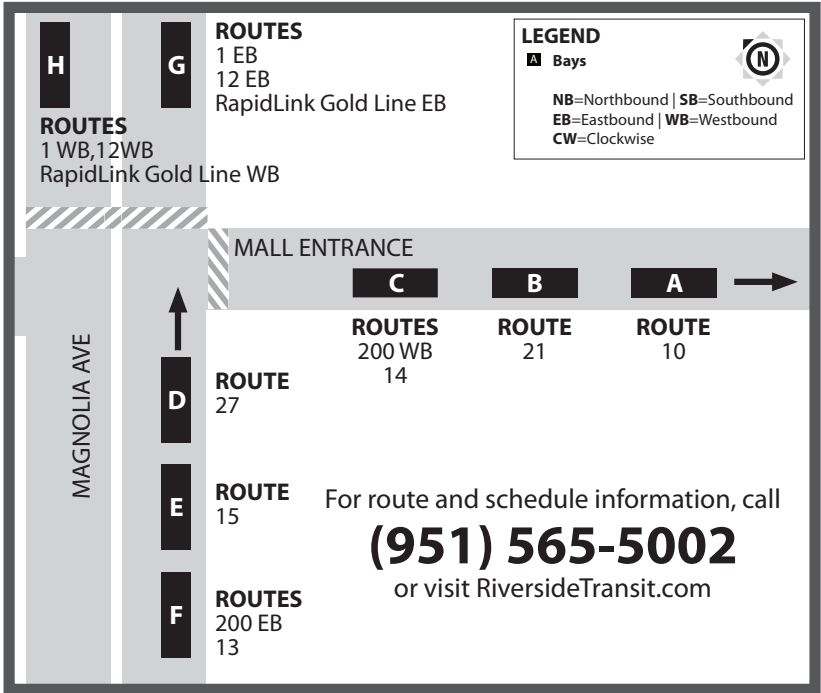 H
ROUTES
1 WB,12WB
RapidLink Gold Line WB
G
ROUTES
1 EB
12 EB
RapidLink Gold Line EB
LEGEND
A Bays
N
NB=Northbound | SB=Southbound
EB=Eastbound | WB=Westbound
CW=Clockwise
MALL ENTRANCE
C
ROUTES
200 WB
14
B
ROUTE
21
A
ROUTE
10
MAGNOLIA AVE
D
ROUTE
27
E
ROUTE
15
F
ROUTES
200 EB
13
For route and schedule information, call
(951) 565-5002
or visit RiversideTransit.com